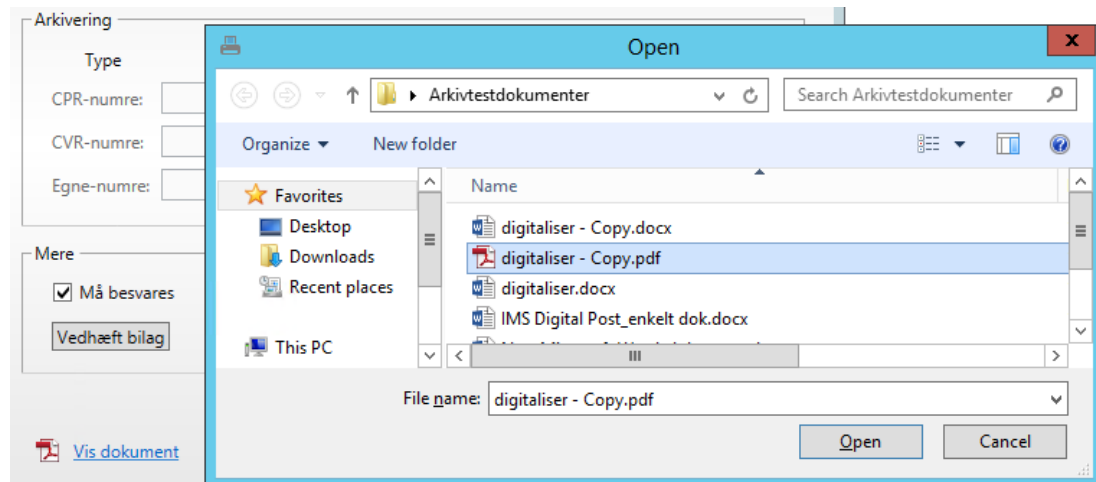 Arkivering
Type
CPR-numre:
CVR-numre:
Egne-numre:
Mere
Må besvares
Vedhæft bilag
Vis dokument
Open
x
Arkivtestdokumenter
Search Arkivtestdokumenter
Organize
New folder
Favorites
Desktop
Downloads
Recent places
This PC
Name
digitaliser - Copy.docx
digitaliser - Copy.pdf
digitaliser.docx
IMS Digital Post_enkelt dok.docx
File name: digitaliser - Copy.pdf
Open Cancel